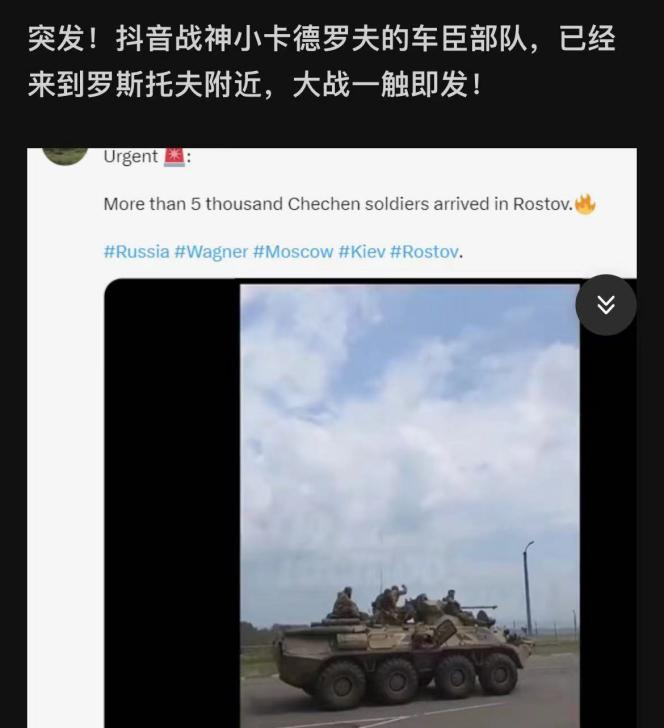 突发！抖音战神小卡德罗夫的车臣部队，已经
来到罗斯托夫附近，大战一触即发！
Urgent 🚨:
More than 5 thousand Chechen soldiers arrived in Rostov.🔥
#Russia #Wagner #Moscow #Kiev #Rostov.